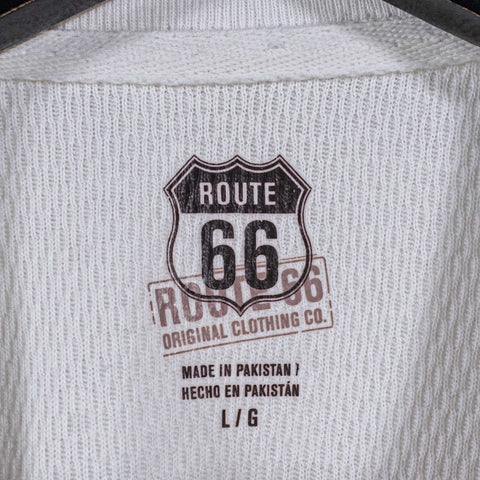 ROUTE
66
ROUTE 66
ORIGINAL CLOTHING CO.
MADE IN PAKISTAN /
HECHO EN PAKISTÁN
L / G